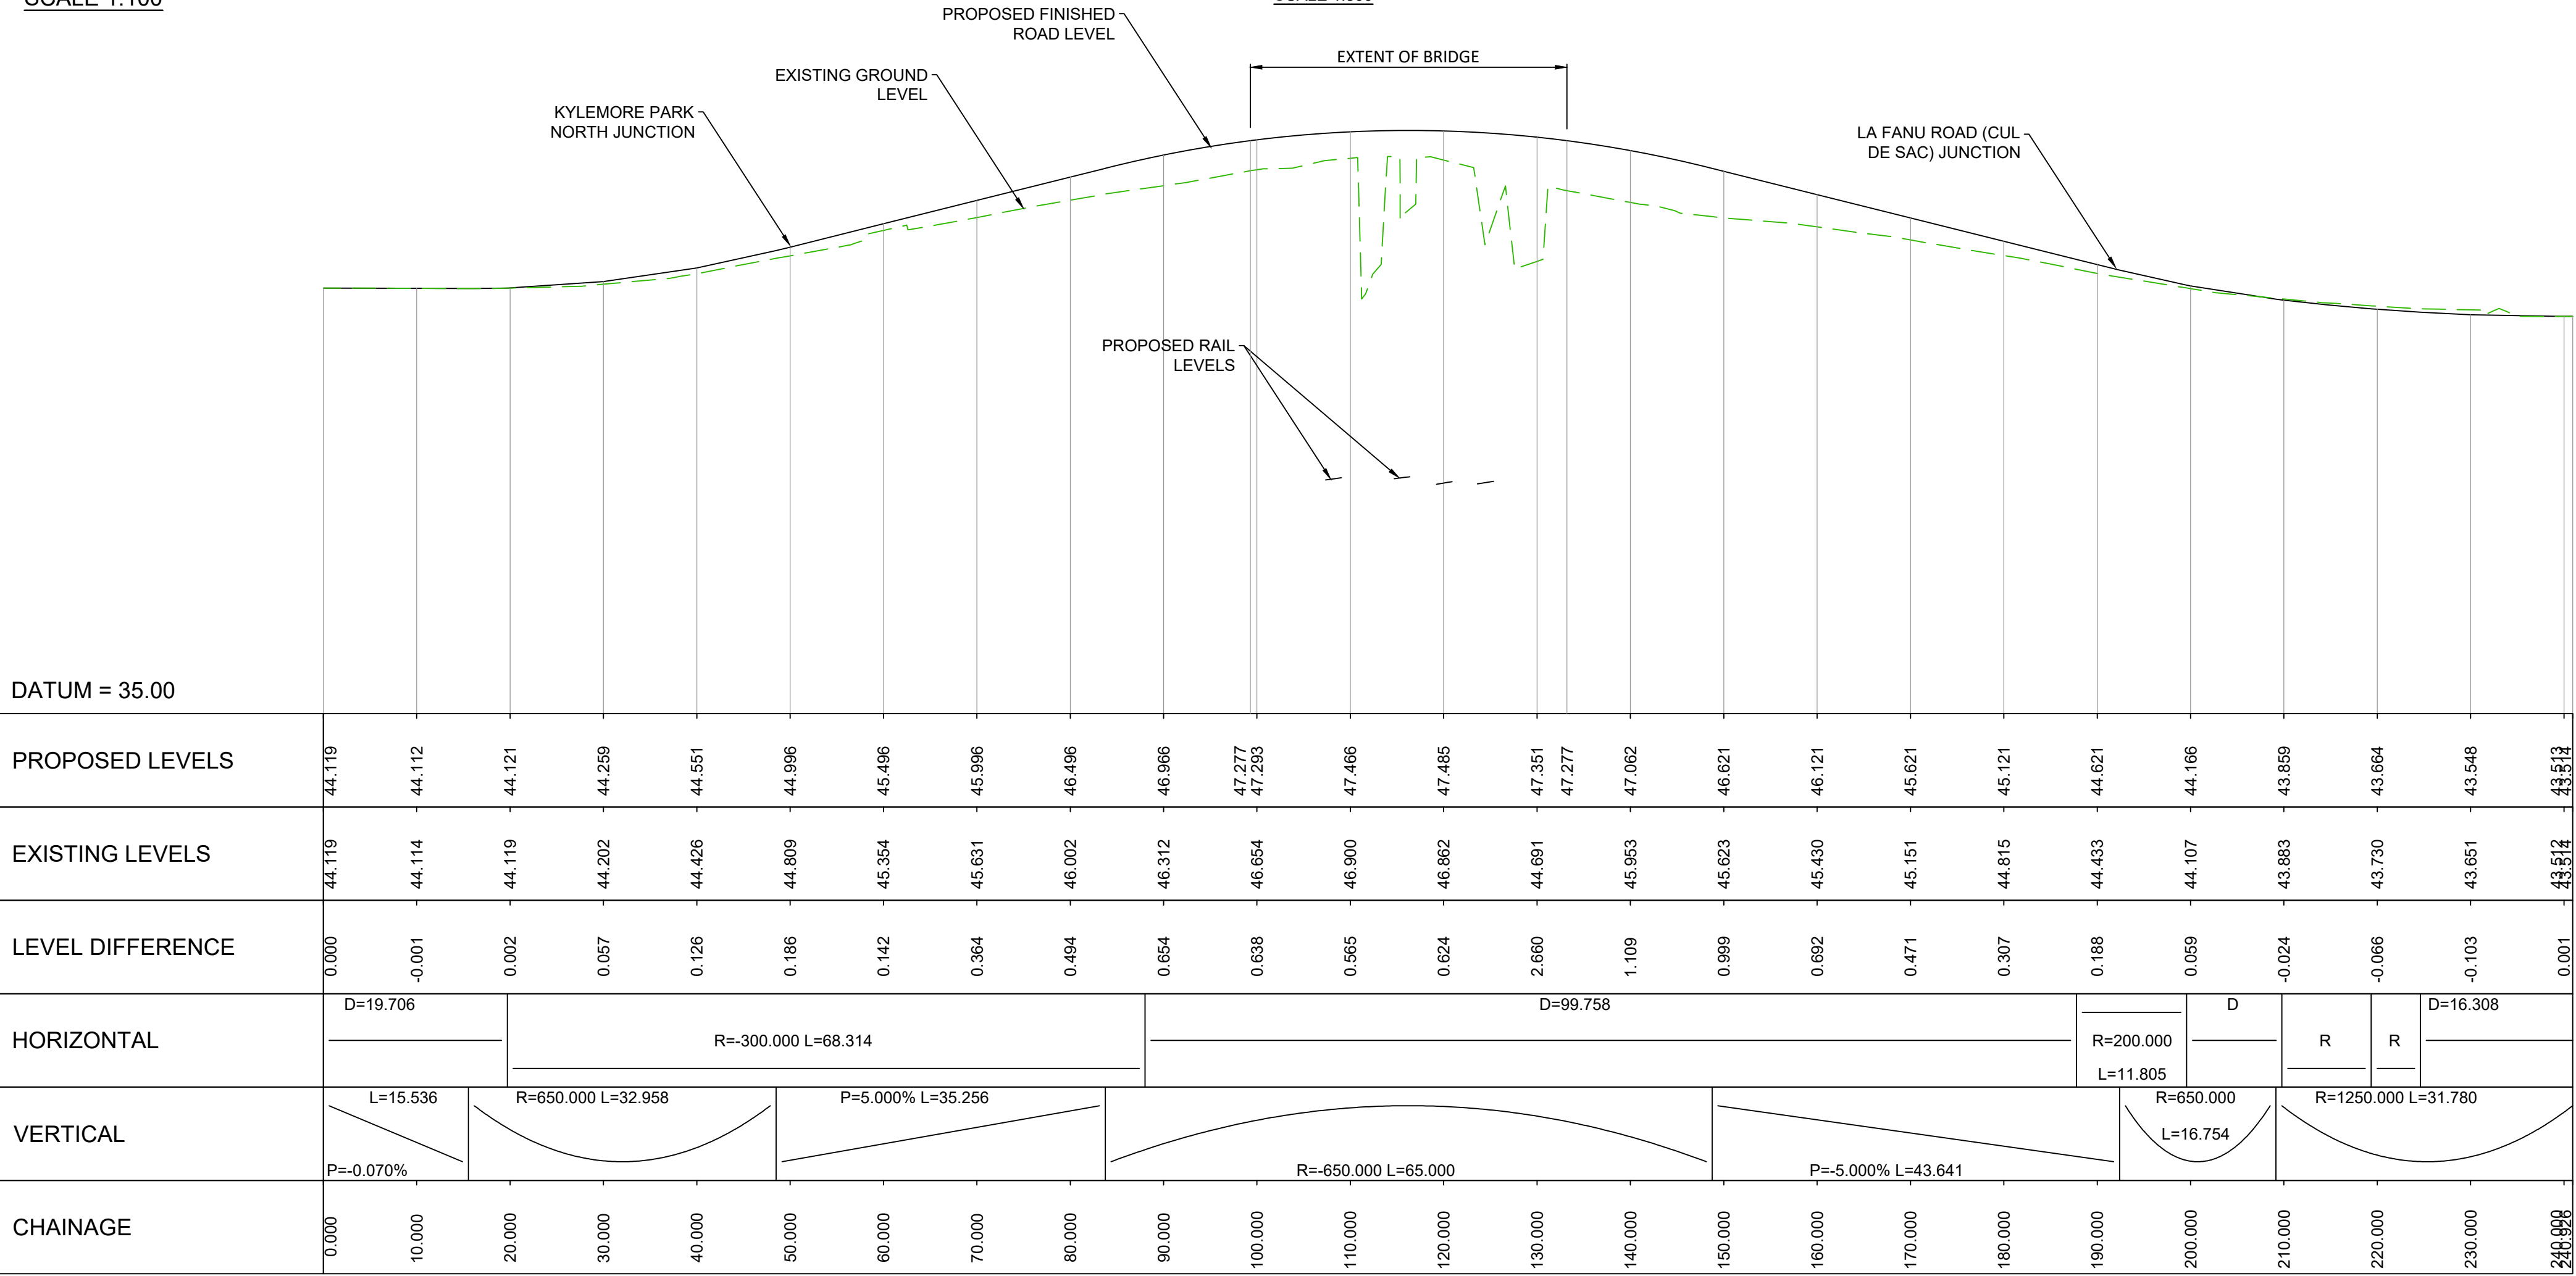 SCALE 1:100
PROPOSED FINISHED
ROAD LEVEL
EXTENT OF BRIDGE
EXISTING GROUND
LEVEL
KYLEMORE PARK
NORTH JUNCTION
LA FANU ROAD (CUL
DE SAC) JUNCTION
PROPOSED RAIL
LEVELS
DATUM = 35.00
PROPOSED LEVELS
44.119 44.112 44.121 44.259 44.551 44.996 45.496 45.996 46.496 46.966 47.277 47.293 47.466 47.485 47.351 47.277 47.062 46.621 46.121 45.621 45.121 44.621 44.166 43.859 43.664 43.548 43.513 43.514
EXISTING LEVELS
44.119 44.114 44.119 44.202 44.426 44.809 45.354 45.631 46.002 46.312 46.654 46.900 46.862 44.691 45.953 45.623 45.430 45.151 44.815 44.433 44.107 43.883 43.730 43.651 43.512 43.514
LEVEL DIFFERENCE
0.000 -0.001 0.002 0.057 0.126 0.186 0.142 0.364 0.494 0.654 0.638 0.565 0.624 2.660 1.109 0.999 0.692 0.471 0.307 0.188 0.059 -0.024 -0.066 -0.103 0.001
HORIZONTAL
D=19.706
R=-300.000 L=68.314
D=99.758
R=200.000
L=11.805
D
R
R
D=16.308
VERTICAL
L=15.536
P=-0.070%
R=650.000 L=32.958
P=5.000% L=35.256
R=-650.000 L=65.000
P=-5.000% L=43.641
R=650.000
L=16.754
R=1250.000 L=31.780
CHAINAGE
0.000 10.000 20.000 30.000 40.000 50.000 60.000 70.000 80.000 90.000 100.000 110.000 120.000 130.000 140.000 150.000 160.000 170.000 180.000 190.000 200.000 210.000 220.000 230.000 240.000 240.926